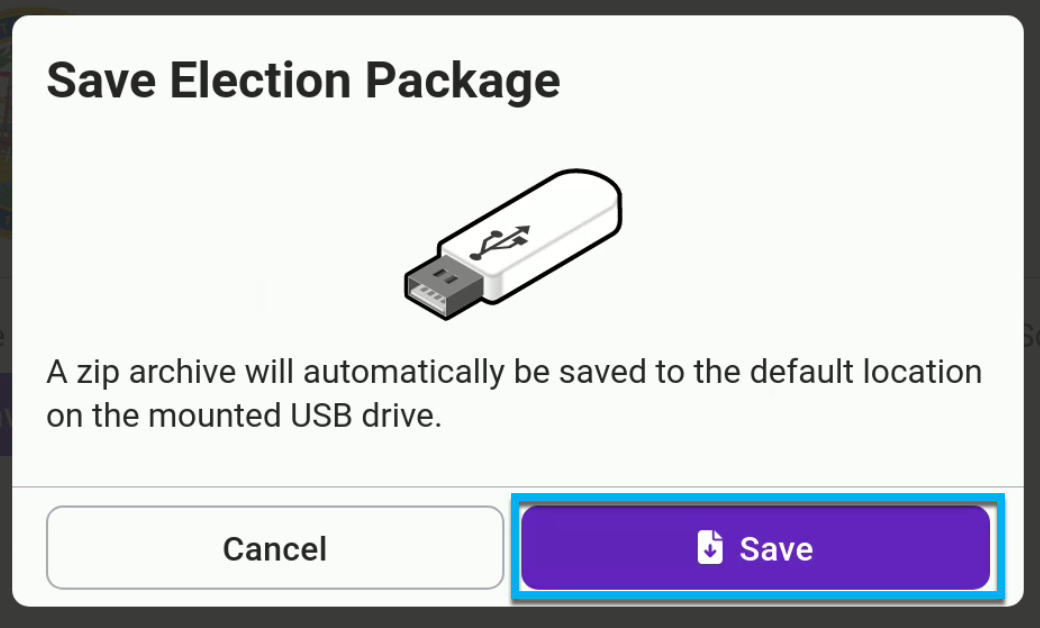 Save Election Package
A zip archive will automatically be saved to the default location
on the mounted USB drive.
Cancel
Save